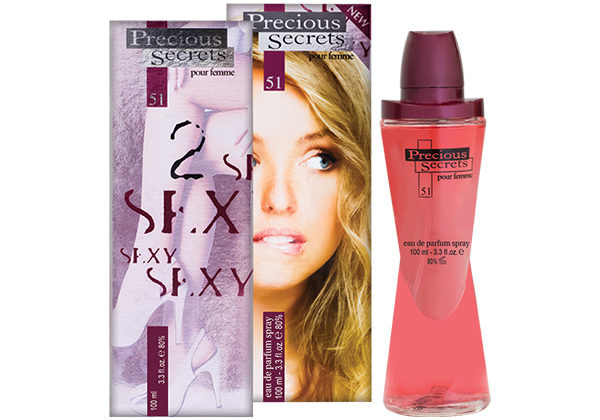 Precious
Secrets
pour femme
51
2
SE
SEXY
SEXY
SEXY
100 ml 3.3 fl.oz. ℮ 80%
NEW
Precious
Secrets
pour femme
51
eau de parfum spray
100 ml - 3.3 fl.oz. ℮ 80%
Precious
Secrets
pour femme
51
eau de parfum spray
100 ml - 3.3 fl.oz. ℮
80%